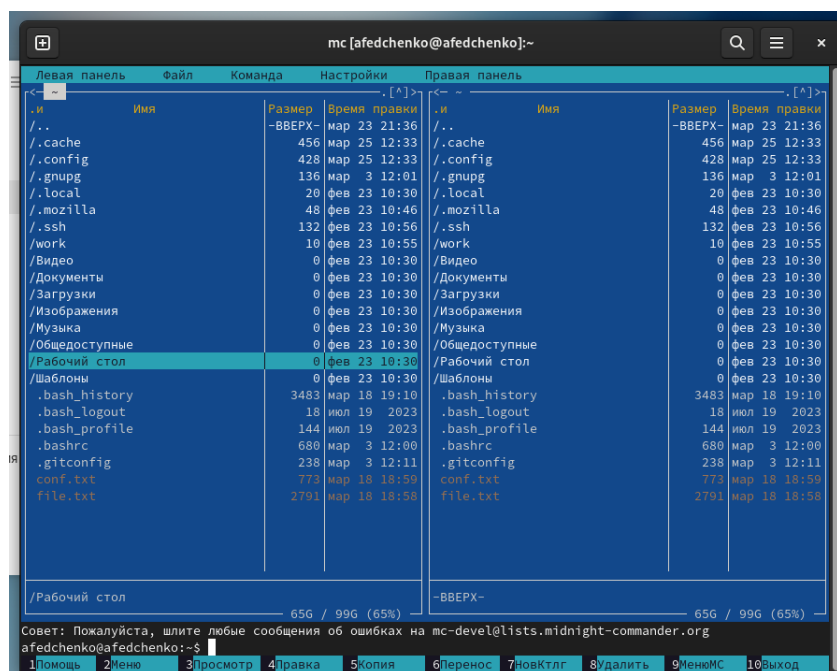 mc [afedchenko@afedchenko]:~
Левая панель Файл Команда Настройки Правая панель
<— ~ .[^]> <— ~ .[^]>
.и Имя Размер Время правки .и Имя Размер Время правки
/.. -ВВЕРХ- мар 23 21:36 /.. -ВВЕРХ- мар 23 21:36
/.cache 456 мар 25 12:33 /.cache 456 мар 25 12:33
/.config 428 мар 25 12:33 /.config 428 мар 25 12:33
/.gnupg 136 мар 3 12:01 /.gnupg 136 мар 3 12:01
/.local 20 фев 23 10:30 /.local 20 фев 23 10:30
/.mozilla 48 фев 23 10:46 /.mozilla 48 фев 23 10:46
/.ssh 132 фев 23 10:56 /.ssh 132 фев 23 10:56
/work 10 фев 23 10:55 /work 10 фев 23 10:55
/Видео 0 фев 23 10:30 /Видео 0 фев 23 10:30
/Документы 0 фев 23 10:30 /Документы 0 фев 23 10:30
/Загрузки 0 фев 23 10:30 /Загрузки 0 фев 23 10:30
/Изображения 0 фев 23 10:30 /Изображения 0 фев 23 10:30
/Музыка 0 фев 23 10:30 /Музыка 0 фев 23 10:30
/Общедоступные 0 фев 23 10:30 /Общедоступные 0 фев 23 10:30
/Рабочий стол 0 фев 23 10:30 /Рабочий стол 0 фев 23 10:30
/Шаблоны 0 фев 23 10:30 /Шаблоны 0 фев 23 10:30
.bash_history 3483 мар 18 19:10 .bash_history 3483 мар 18 19:10
.bash_logout 18 июл 19 2023 .bash_logout 18 июл 19 2023
.bash_profile 144 июл 19 2023 .bash_profile 144 июл 19 2023
.bashrc 680 мар 3 12:00 .bashrc 680 мар 3 12:00
.gitconfig 238 мар 3 12:11 .gitconfig 238 мар 3 12:11
conf.txt 773 мар 18 18:59 conf.txt 773 мар 18 18:59
file.txt 2791 мар 18 18:58 file.txt 2791 мар 18 18:58
/Рабочий стол -ВВЕРХ-
65G / 99G (65%) 65G / 99G (65%)
Совет: Пожалуйста, шлите любые сообщения об ошибках на mc-devel@lists.midnight-commander.org
afedchenko@afedchenko:~$
1Помощь 2Меню 3Просмотр 4Правка 5Копия 6Перенос 7НовКтлг 8Удалить 9МенюMC 10Выход